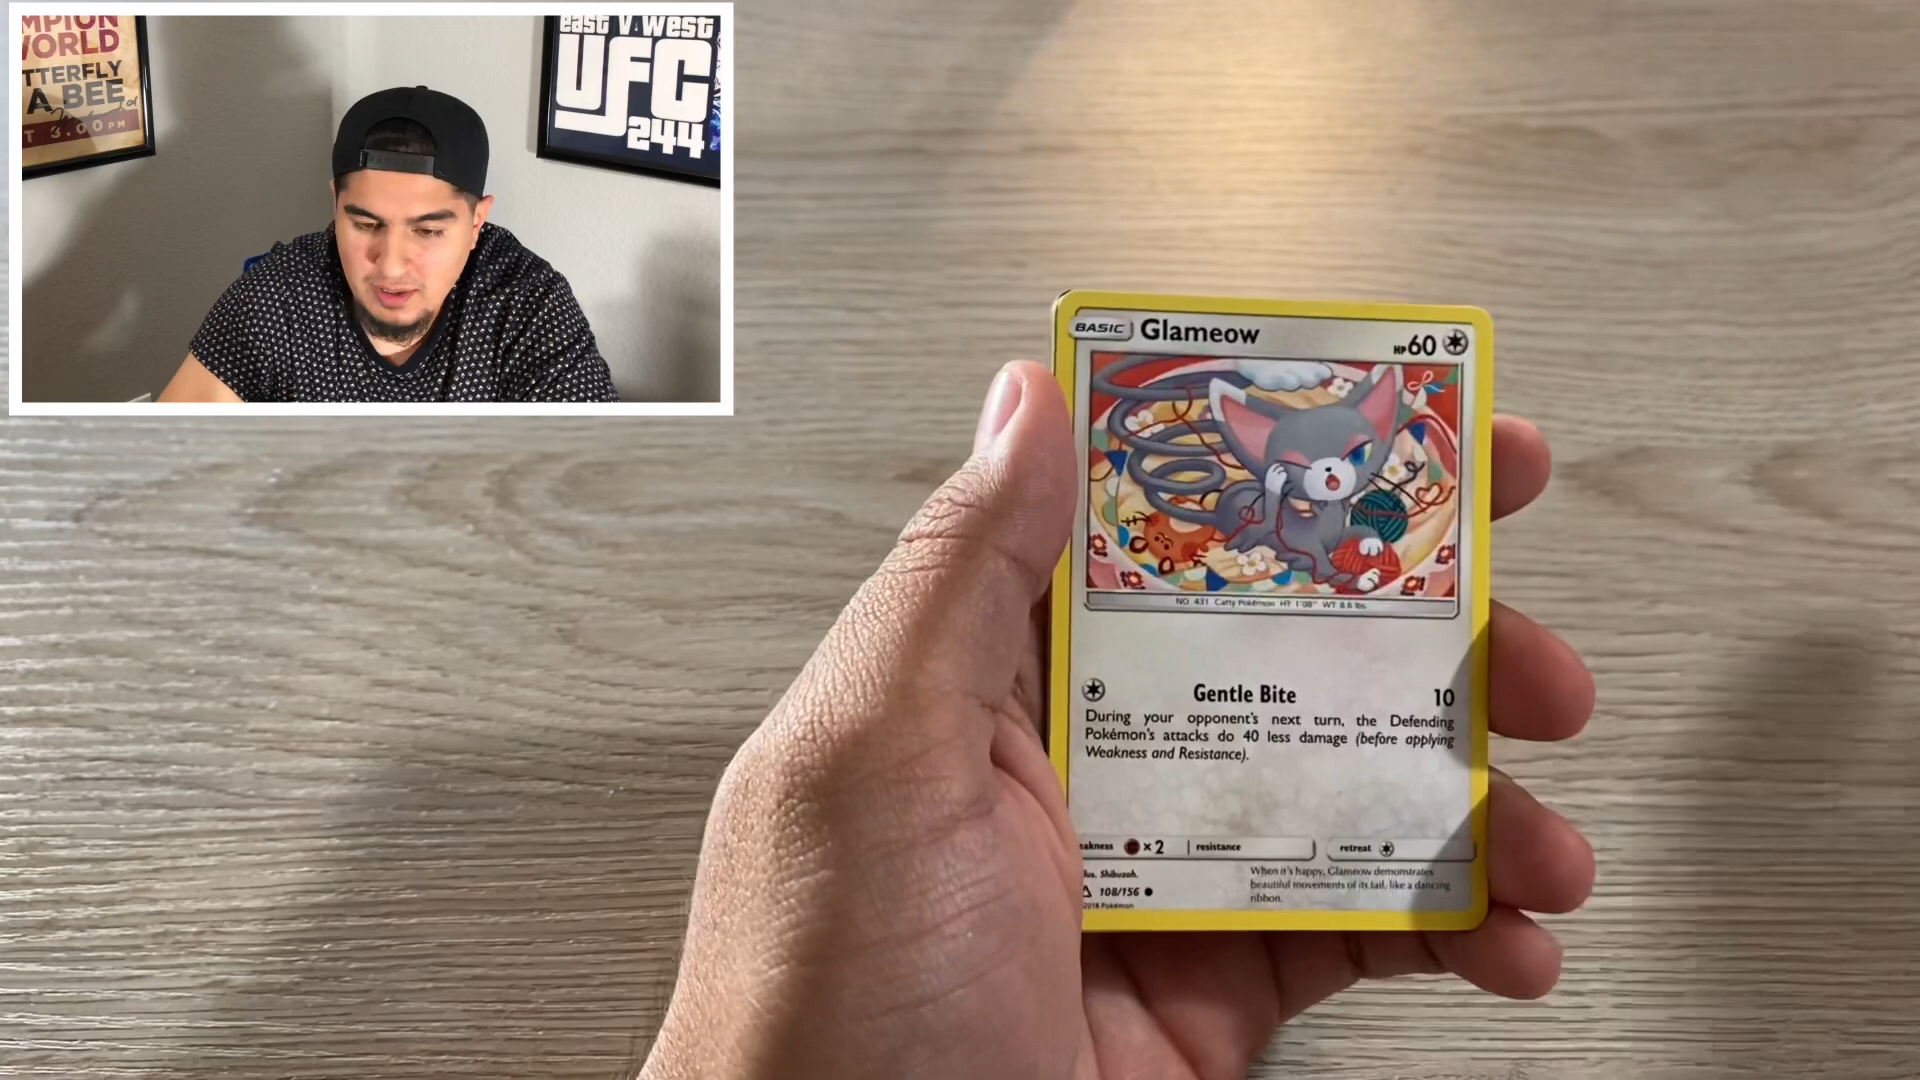 MPION
WORLD
TTERFLY
A BEE
T 3.00PM
east V West
UFC
244
BASIC Glameow HP60
NO. 431 Catty Pokémon HT 1'08" WT 8.6 lbs
Gentle Bite 10
During your opponent's next turn, the Defending
Pokémon's attacks do 40 less damage (before applying
Weakness and Resistance).
eakness ×2 resistance retreat
lus. Shibuzoh.
108/156
2018 Pokémon
When it's happy, Glameow demonstrates
beautiful movements of its tail, like a dancing
ribbon.